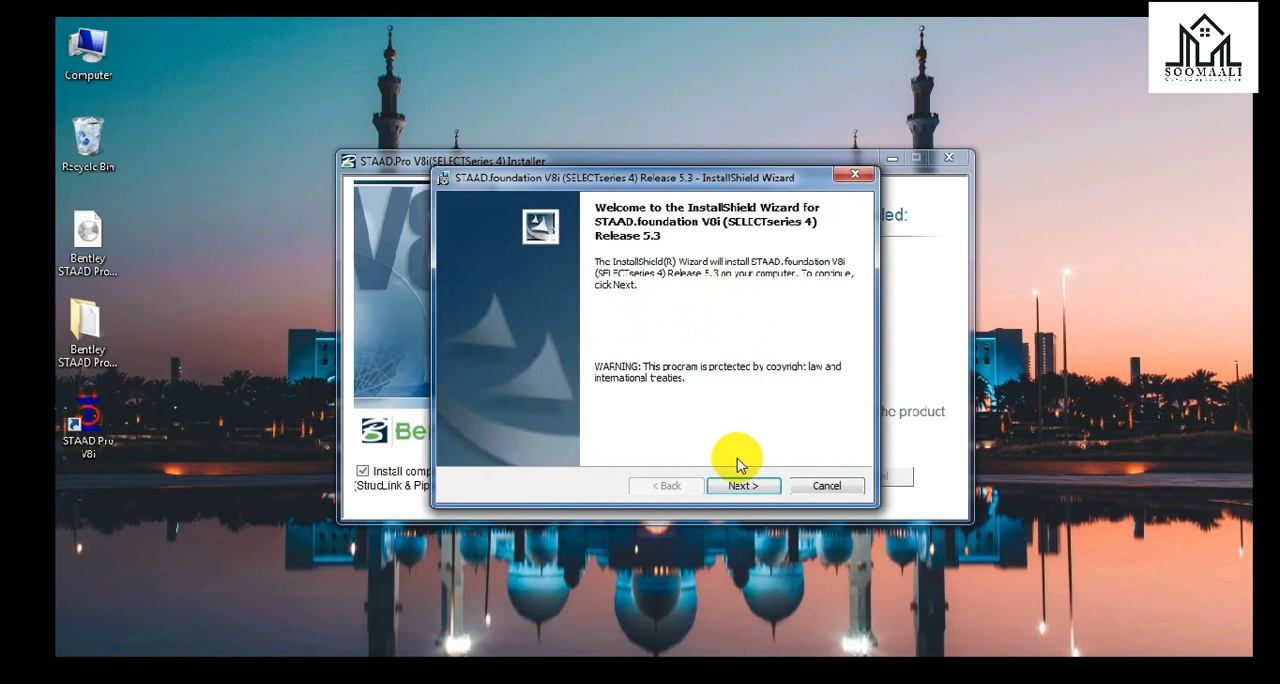 SOOMAALI
Computer
Recycle Bin
Bentley
STAAD Pro...
Bentley
STAAD Pro...
STAAD.Pro
V8i
STAAD.Pro V8i(SELECTSeries 4) Installer
STAAD.foundation V8i (SELECTseries 4) Release 5.3 - InstallShield Wizard
Welcome to the InstallShield Wizard for
STAAD.foundation V8i (SELECTseries 4)
Release 5.3
The InstallShield(R) Wizard will install STAAD.foundation V8i
(SELECTseries 4) Release 5.3 on your computer. To continue,
click Next.
WARNING: This program is protected by copyright law and
international treaties.
< Back
Next >
Cancel
led:
he product
el
V8
Be
Install comp
(StrucLink & Pip